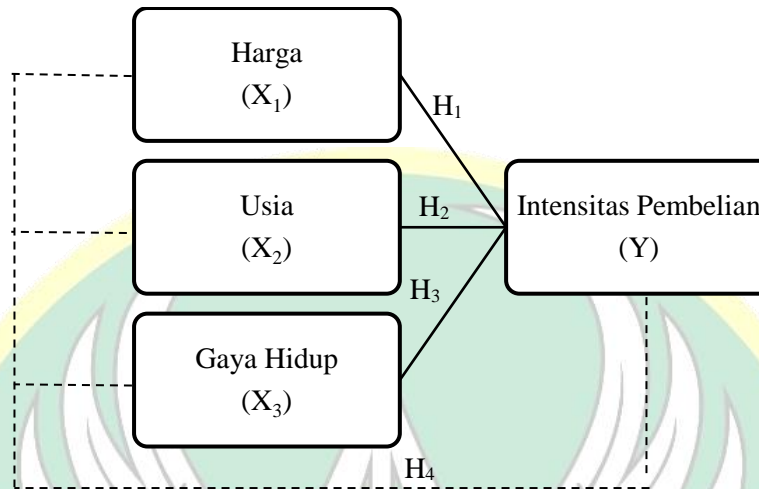 Harga
(X₁)
H₁
Usia
(X₂)
H₂
Intensitas Pembelian
(Y)
H₃
Gaya Hidup
(X₃)
H₄